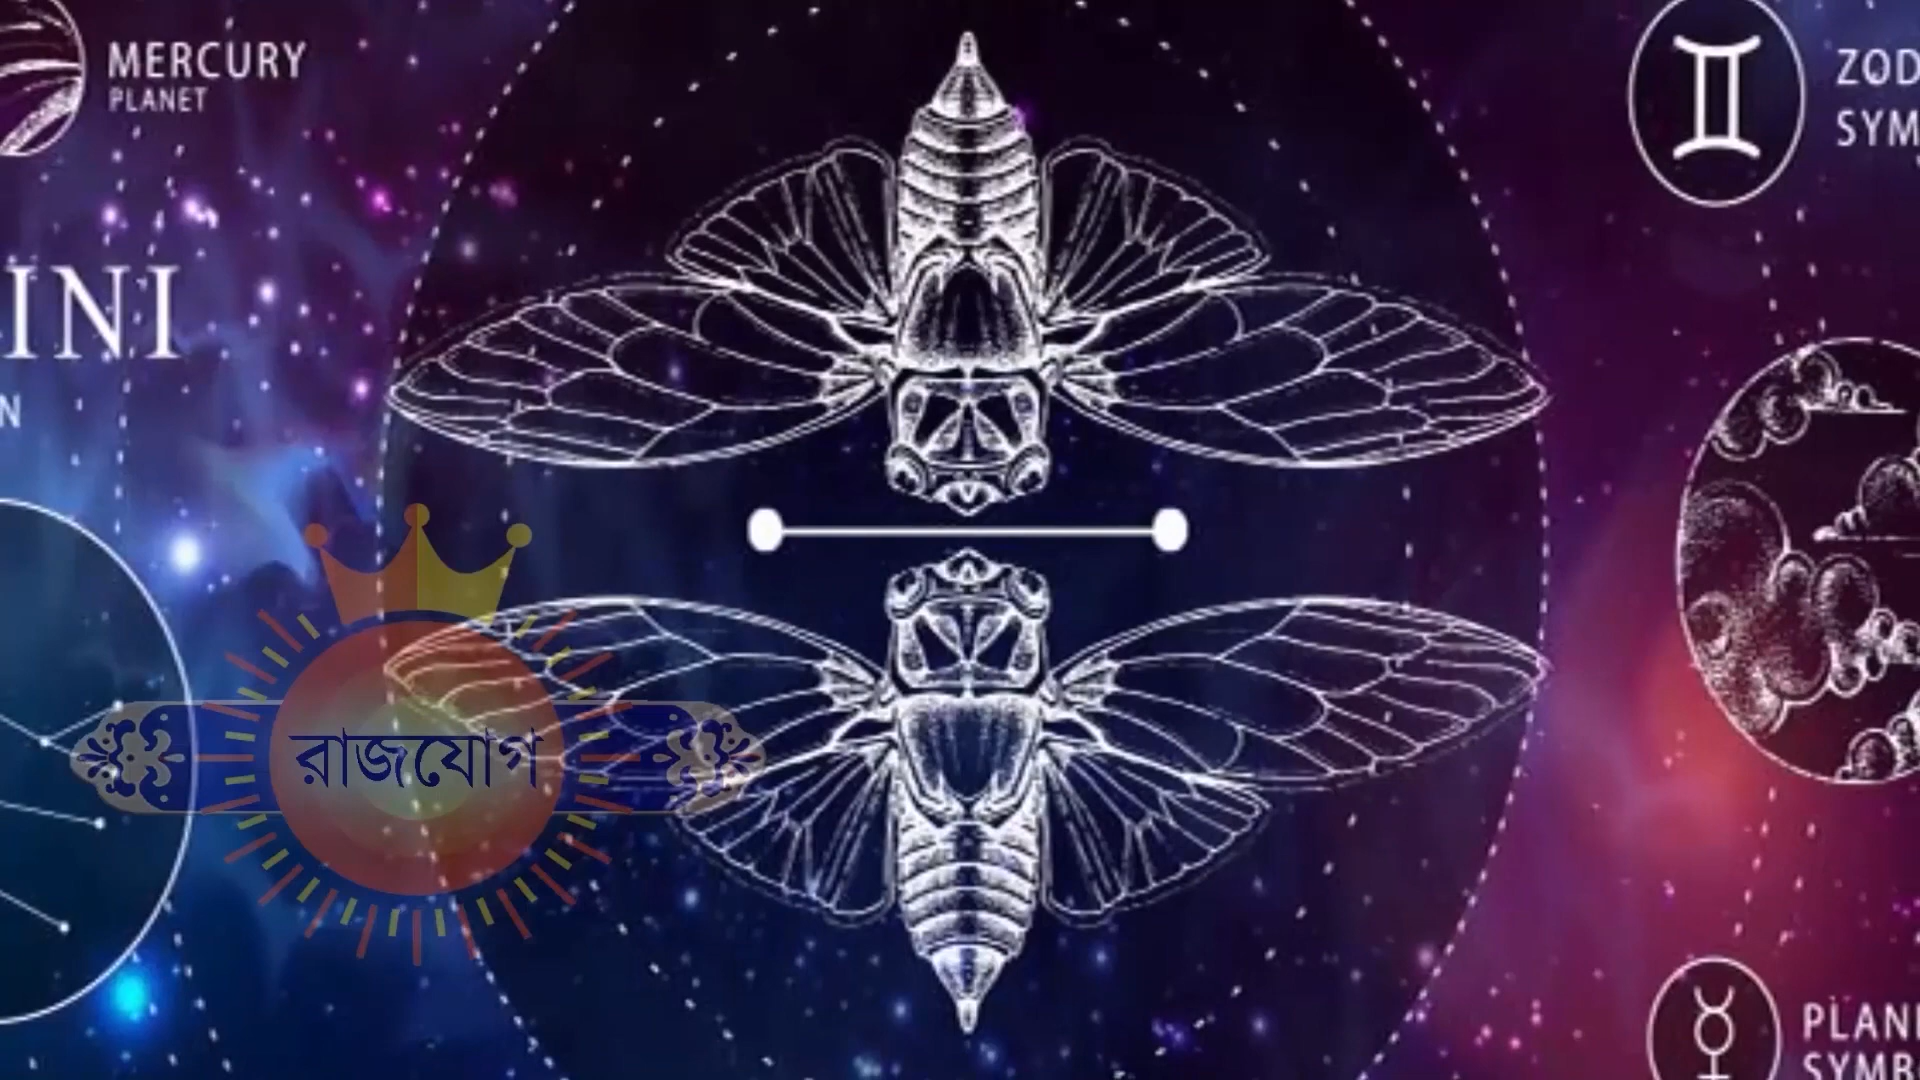 MERCURY
PLANET
ZOD
SYM
INI
N
রাজযোগ
PLAN
SYMB